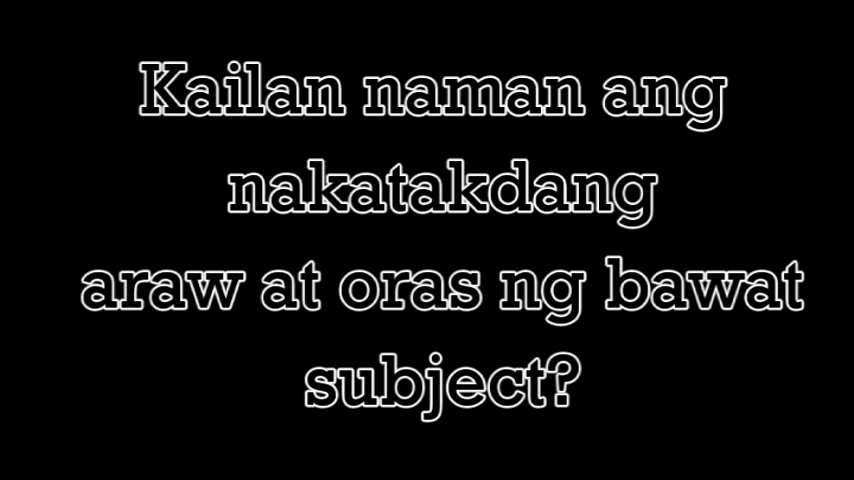 Kailan naman ang
nakatakdang
araw at oras ng bawat
subject?